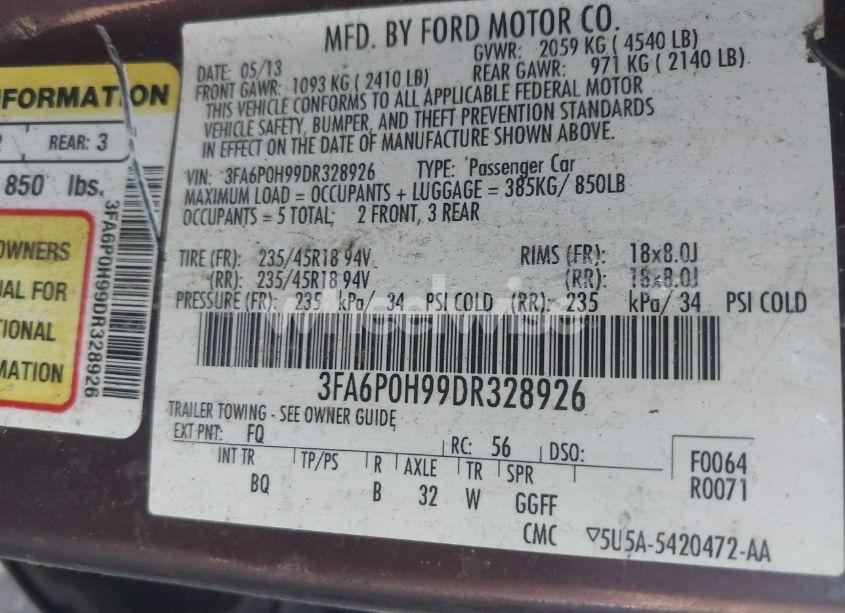 MFD. BY FORD MOTOR CO.
DATE: 05/13 GVWR: 2059 KG ( 4540 LB)
FRONT GAWR: 1093 KG ( 2410 LB) REAR GAWR: 971 KG ( 2140 LB)
THIS VEHICLE CONFORMS TO ALL APPLICABLE FEDERAL MOTOR
VEHICLE SAFETY, BUMPER, AND THEFT PREVENTION STANDARDS
IN EFFECT ON THE DATE OF MANUFACTURE SHOWN ABOVE.
VIN: 3FA6P0H99DR328926 TYPE: Passenger Car
MAXIMUM LOAD = OCCUPANTS + LUGGAGE = 385KG/ 850LB
OCCUPANTS = 5 TOTAL; 2 FRONT, 3 REAR
TIRE (FR): 235/45R18 94V RIMS (FR): 18x8.0J
(RR): 235/45R18 94V (RR): 18x8.0J
PRESSURE (FR): 235 kPa/ 34 PSI COLD (RR): 235 kPa/ 34 PSI COLD
wheelwise
3FA6P0H99DR328926
TRAILER TOWING - SEE OWNER GUIDE
EXT PNT: FQ RC: 56 DSO:
INT TR TP/PS R AXLE TR SPR
BQ B 32 W GGFF
F0064
R0071
CMC ▽5U5A-5420472-AA
REAR: 3
850 lbs.
3FA6P0H99DR328926
OWNERS
FOR